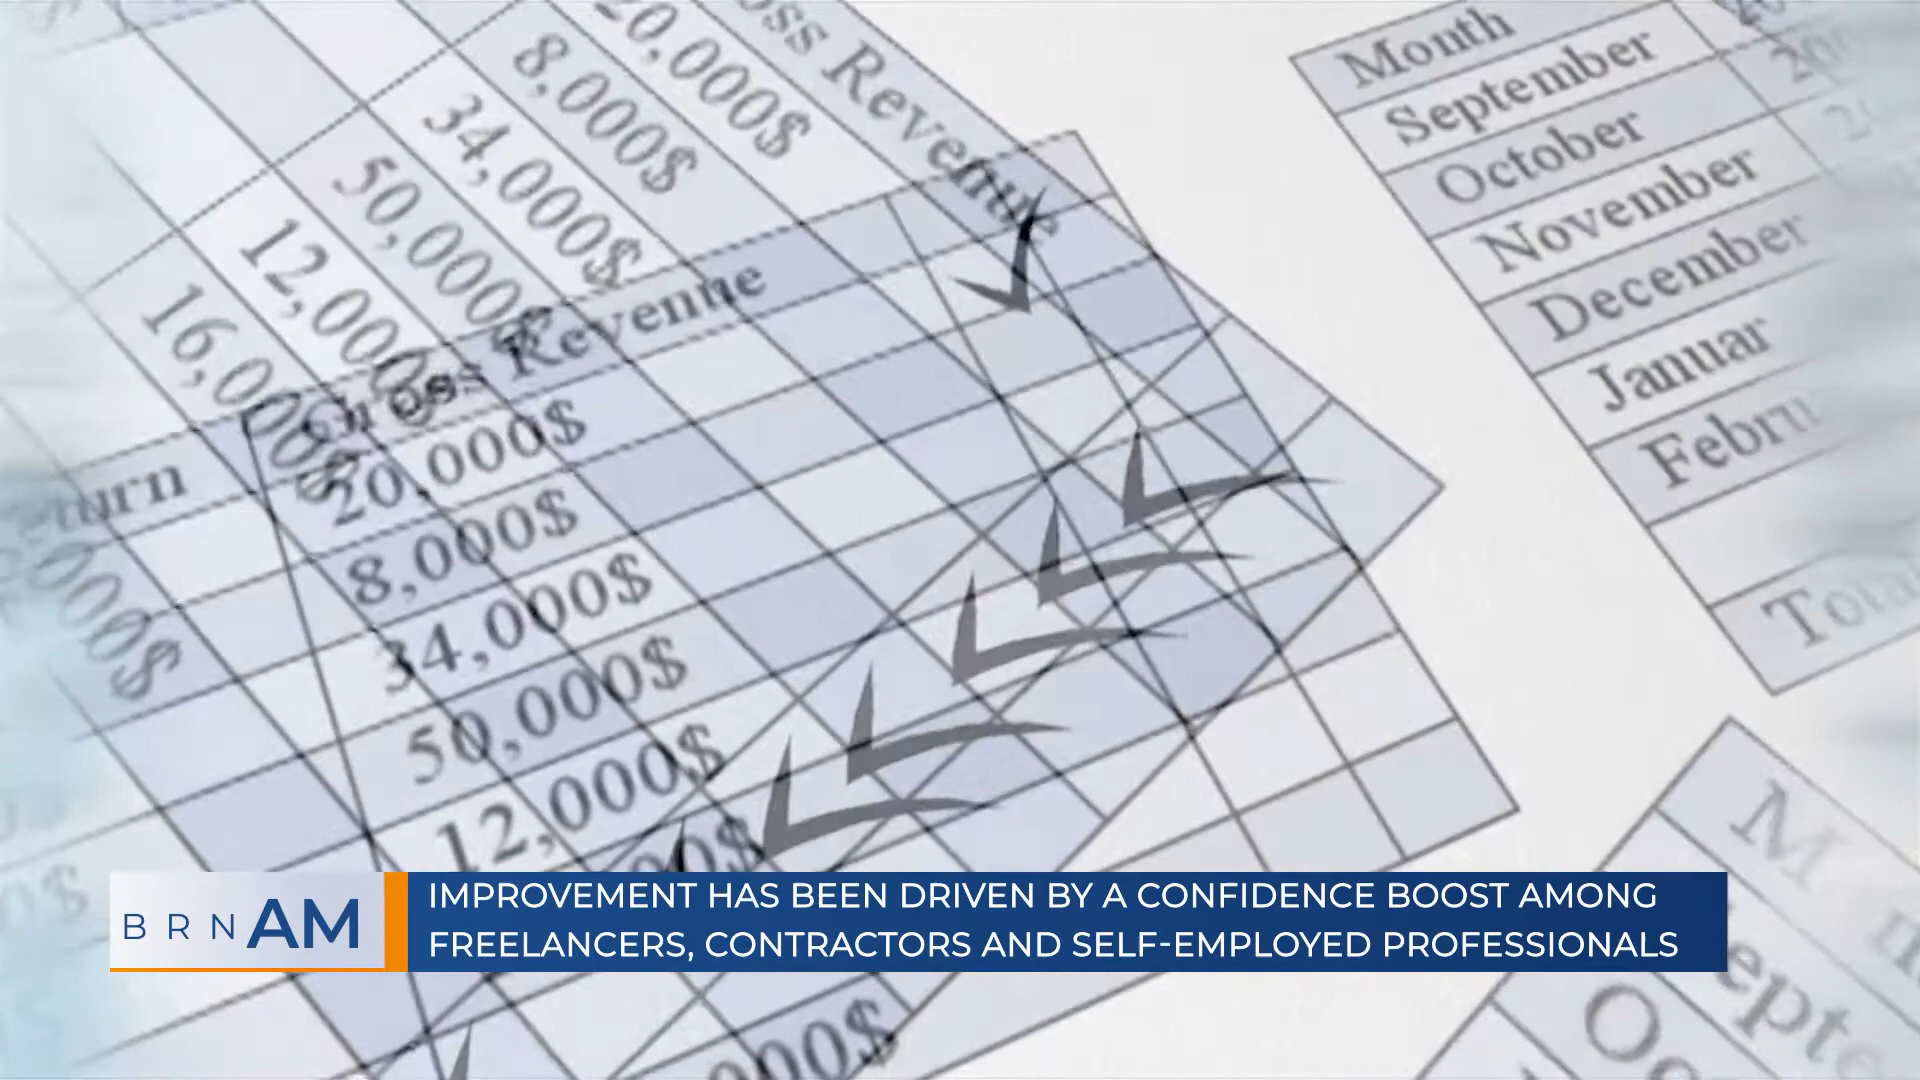 20,000$
8,000$
34,000$
50,000$
12,000$
16,000$
Revenue
Month
September
October
November
December
Januar
Febru
Gross Revenue
20,000$
8,000$
34,000$
50,000$
12,000$
BRN AM
IMPROVEMENT HAS BEEN DRIVEN BY A CONFIDENCE BOOST AMONG
FREELANCERS, CONTRACTORS AND SELF-EMPLOYED PROFESSIONALS